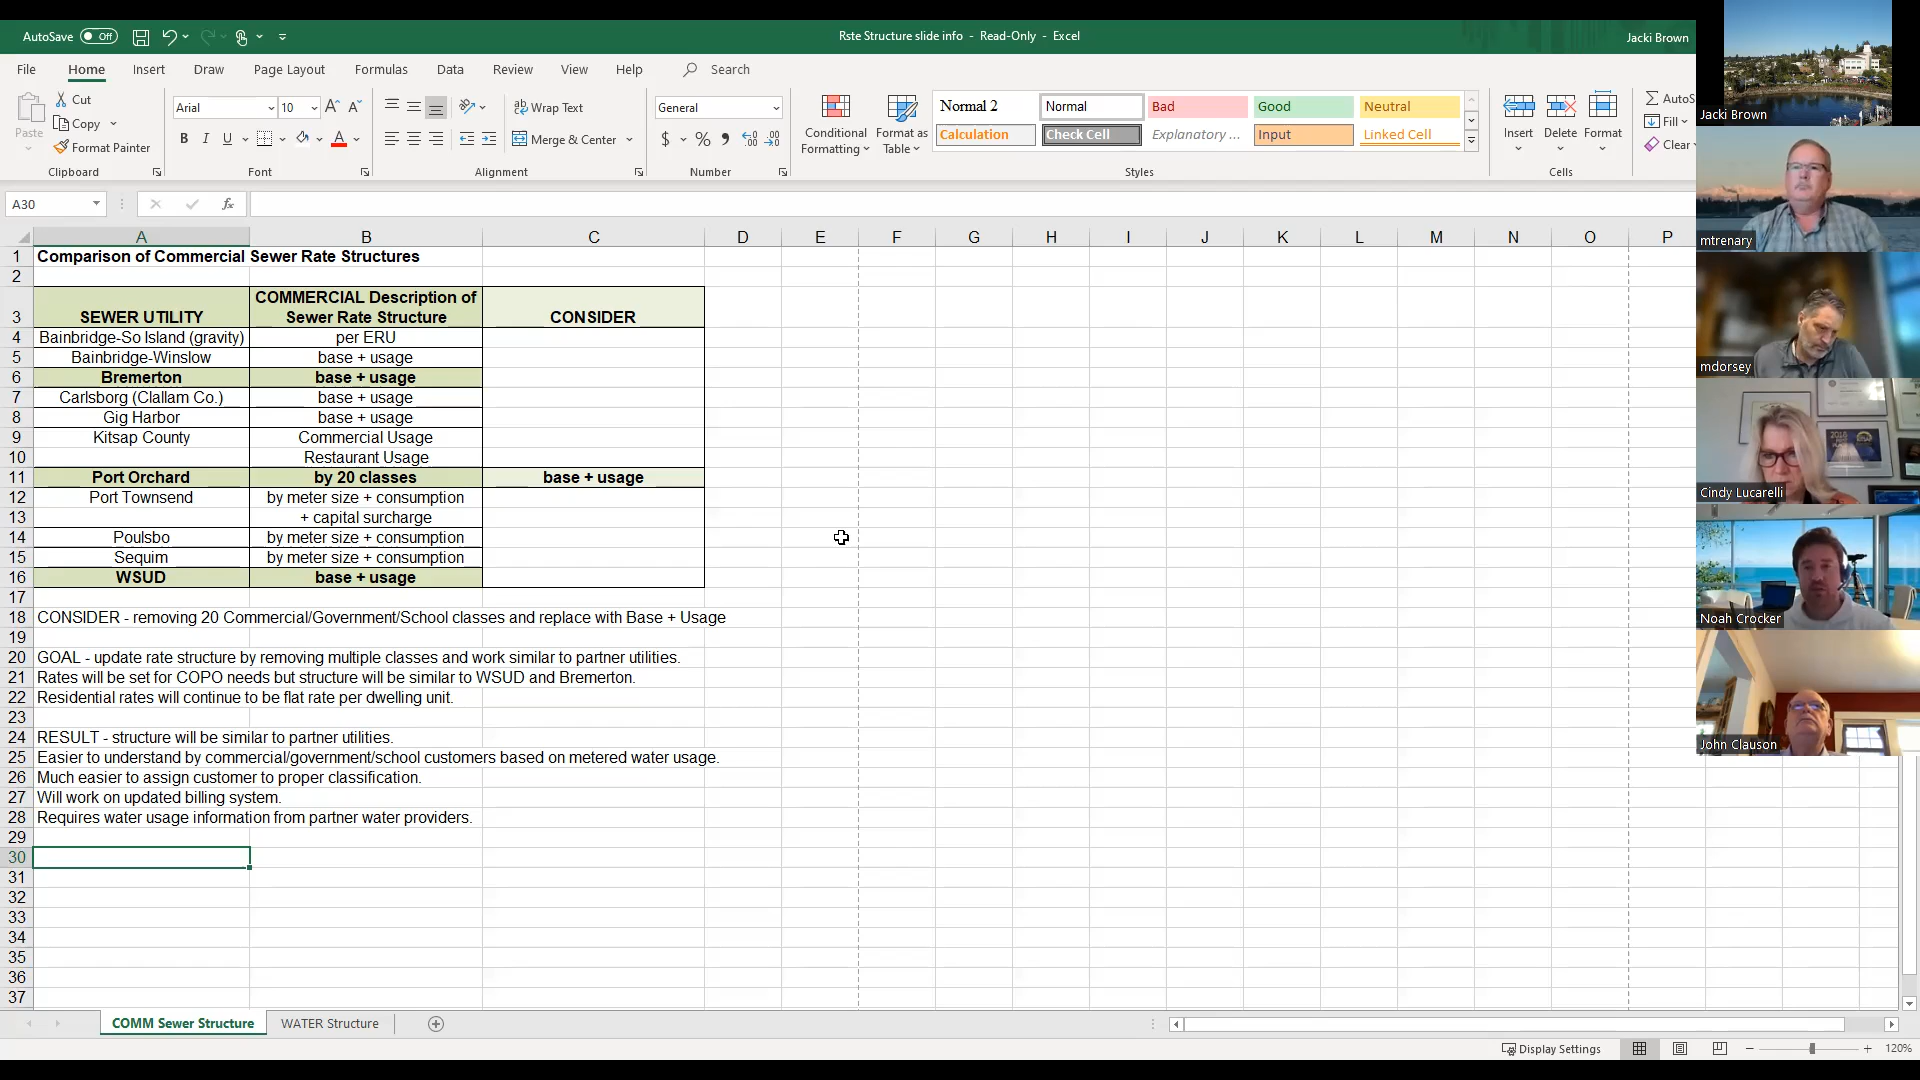 AutoSave Off
Rste Structure slide info - Read-Only - Excel
Jacki Brown
File Home Insert Draw Page Layout Formulas Data Review View Help Search
Paste
Cut
Copy
Format Painter
Clipboard
Arial 10
B I U
Font
Wrap Text
Merge & Center
Alignment
General
$ % 9
Number
Conditional Formatting
Format as Table
Normal 2 Normal Bad Good Neutral
Calculation Check Cell Explanatory ... Input Linked Cell
Styles
Insert Delete Format
Cells
AutoS
Fill
Clear
A30 fx
A B C D E F G H I J K L M N O P
1 Comparison of Commercial Sewer Rate Structures
2
3 SEWER UTILITY COMMERCIAL Description of Sewer Rate Structure CONSIDER
4 Bainbridge-So Island (gravity) per ERU
5 Bainbridge-Winslow base + usage
6 Bremerton base + usage
7 Carlsborg (Clallam Co.) base + usage
8 Gig Harbor base + usage
9 Kitsap County Commercial Usage
10 Restaurant Usage
11 Port Orchard by 20 classes base + usage
12 Port Townsend by meter size + consumption
13 + capital surcharge
14 Poulsbo by meter size + consumption
15 Sequim by meter size + consumption
16 WSUD base + usage
17
18 CONSIDER - removing 20 Commercial/Government/School classes and replace with Base + Usage
19
20 GOAL - update rate structure by removing multiple classes and work similar to partner utilities.
21 Rates will be set for COPO needs but structure will be similar to WSUD and Bremerton.
22 Residential rates will continue to be flat rate per dwelling unit.
23
24 RESULT - structure will be similar to partner utilities.
25 Easier to understand by commercial/government/school customers based on metered water usage.
26 Much easier to assign customer to proper classification.
27 Will work on updated billing system.
28 Requires water usage information from partner water providers.
29
30
31
32
33
34
35
36
37
COMM Sewer Structure WATER Structure
Display Settings 120%
Jacki Brown
mtrenary
mdorsey
Cindy Lucarelli
Noah Crocker
John Clauson